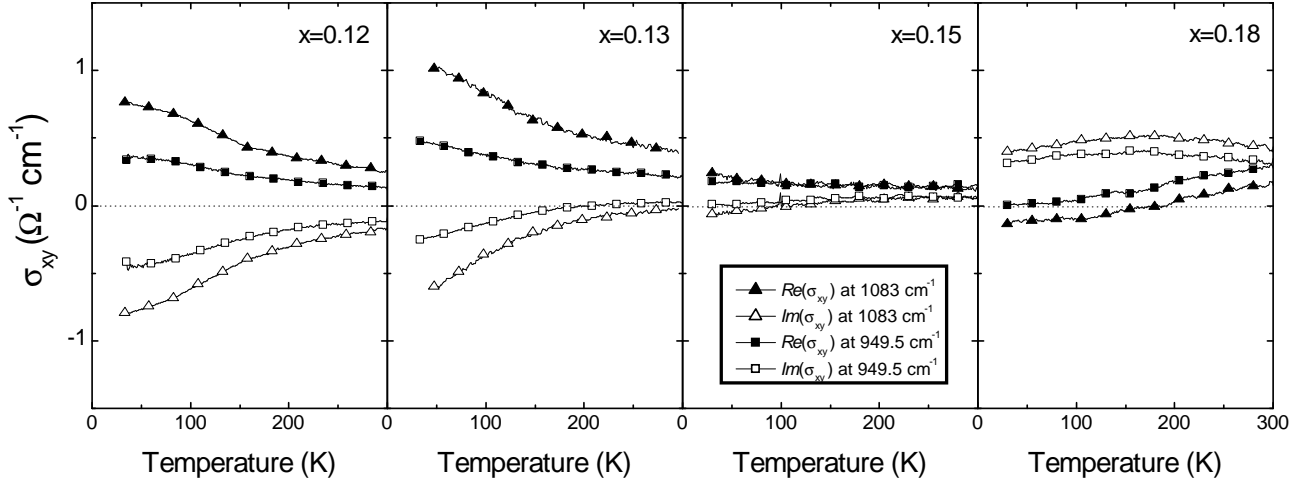 x=0.12
x=0.13
x=0.15
x=0.18
1
0
-1
σxy (Ω-1 cm-1)
Re(σxy) at 1083 cm-1
Im(σxy) at 1083 cm-1
Re(σxy) at 949.5 cm-1
Im(σxy) at 949.5 cm-1
0 100 200 0 100 200 0 100 200 0 100 200 300
Temperature (K) Temperature (K) Temperature (K) Temperature (K)